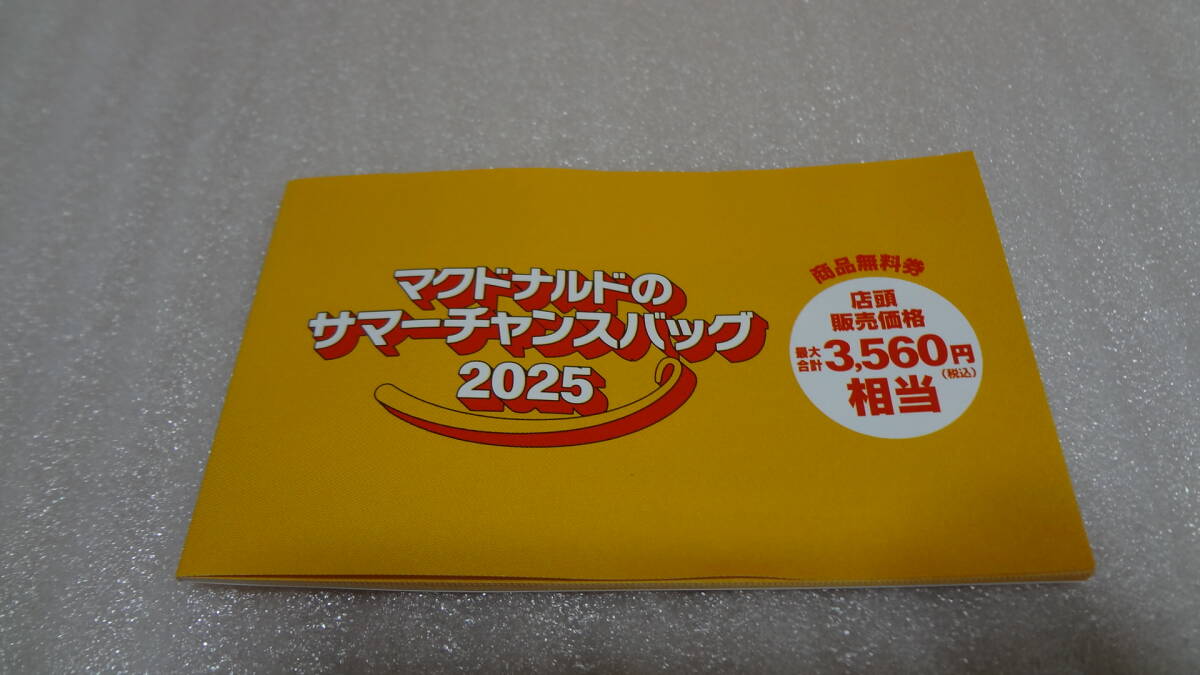 マクドナルドの
サマーチャンスバッグ
2025
商品無料券
店頭
販売価格
最大合計3,560円(税込)
相当